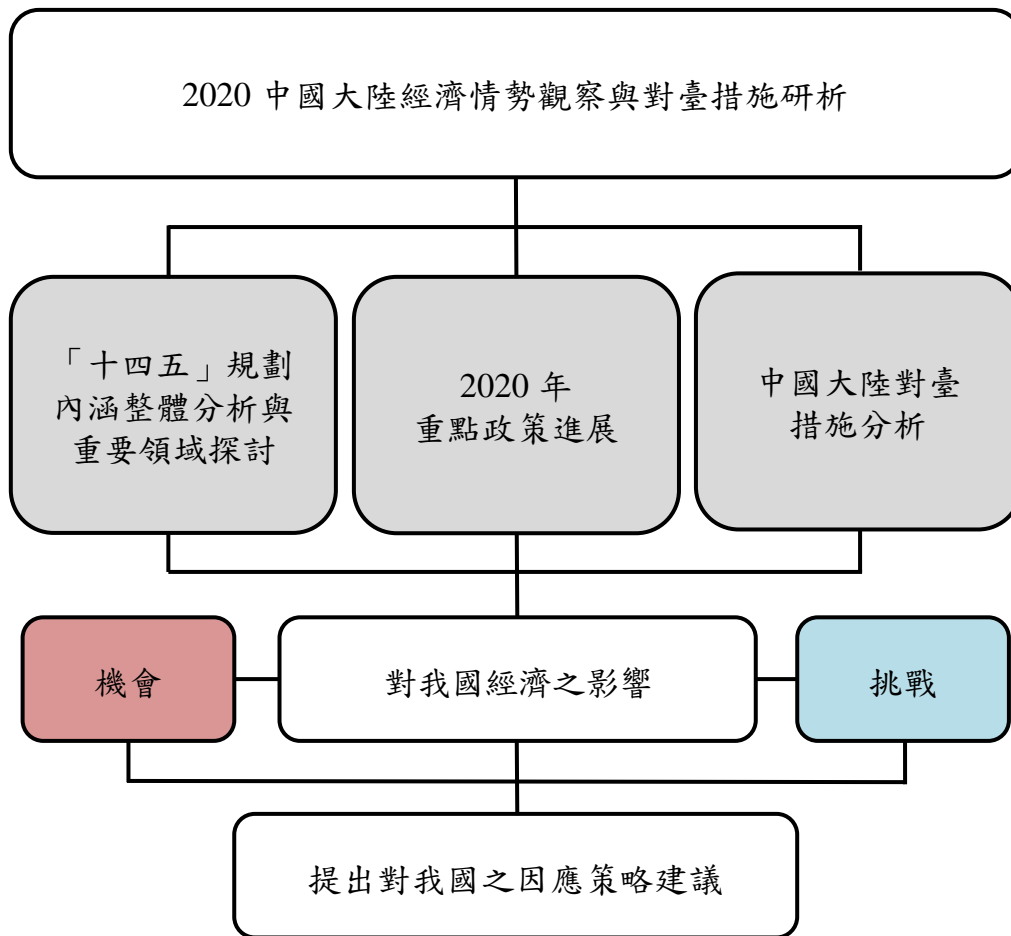 2020 中國大陸經濟情勢觀察與對臺措施研析
「十四五」規劃
內涵整體分析與
重要領域探討
2020 年
重點政策進展
中國大陸對臺
措施分析
機會
對我國經濟之影響
挑戰
提出對我國之因應策略建議